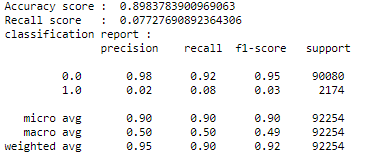 Accuracy score : 0.8983783900969063
Recall score : 0.07727690892364306
classification report :
precision recall f1-score support
0.0 0.98 0.92 0.95 90080
1.0 0.02 0.08 0.03 2174
micro avg 0.90 0.90 0.90 92254
macro avg 0.50 0.50 0.49 92254
weighted avg 0.95 0.90 0.92 92254